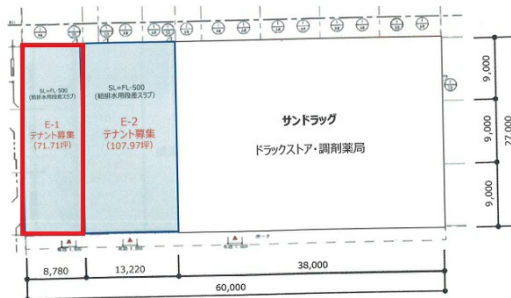 SL=FL-500
(給排水用段差スラブ)
E-1
テナント募集
(71.71坪)
SL=FL-500
(給排水用段差スラブ)
E-2
テナント募集
(107.97坪)
サンドラッグ
ドラックストア・調剤薬局
9,000
9,000
9,000
27,000
ポーチ
8,780
13,220
38,000
60,000